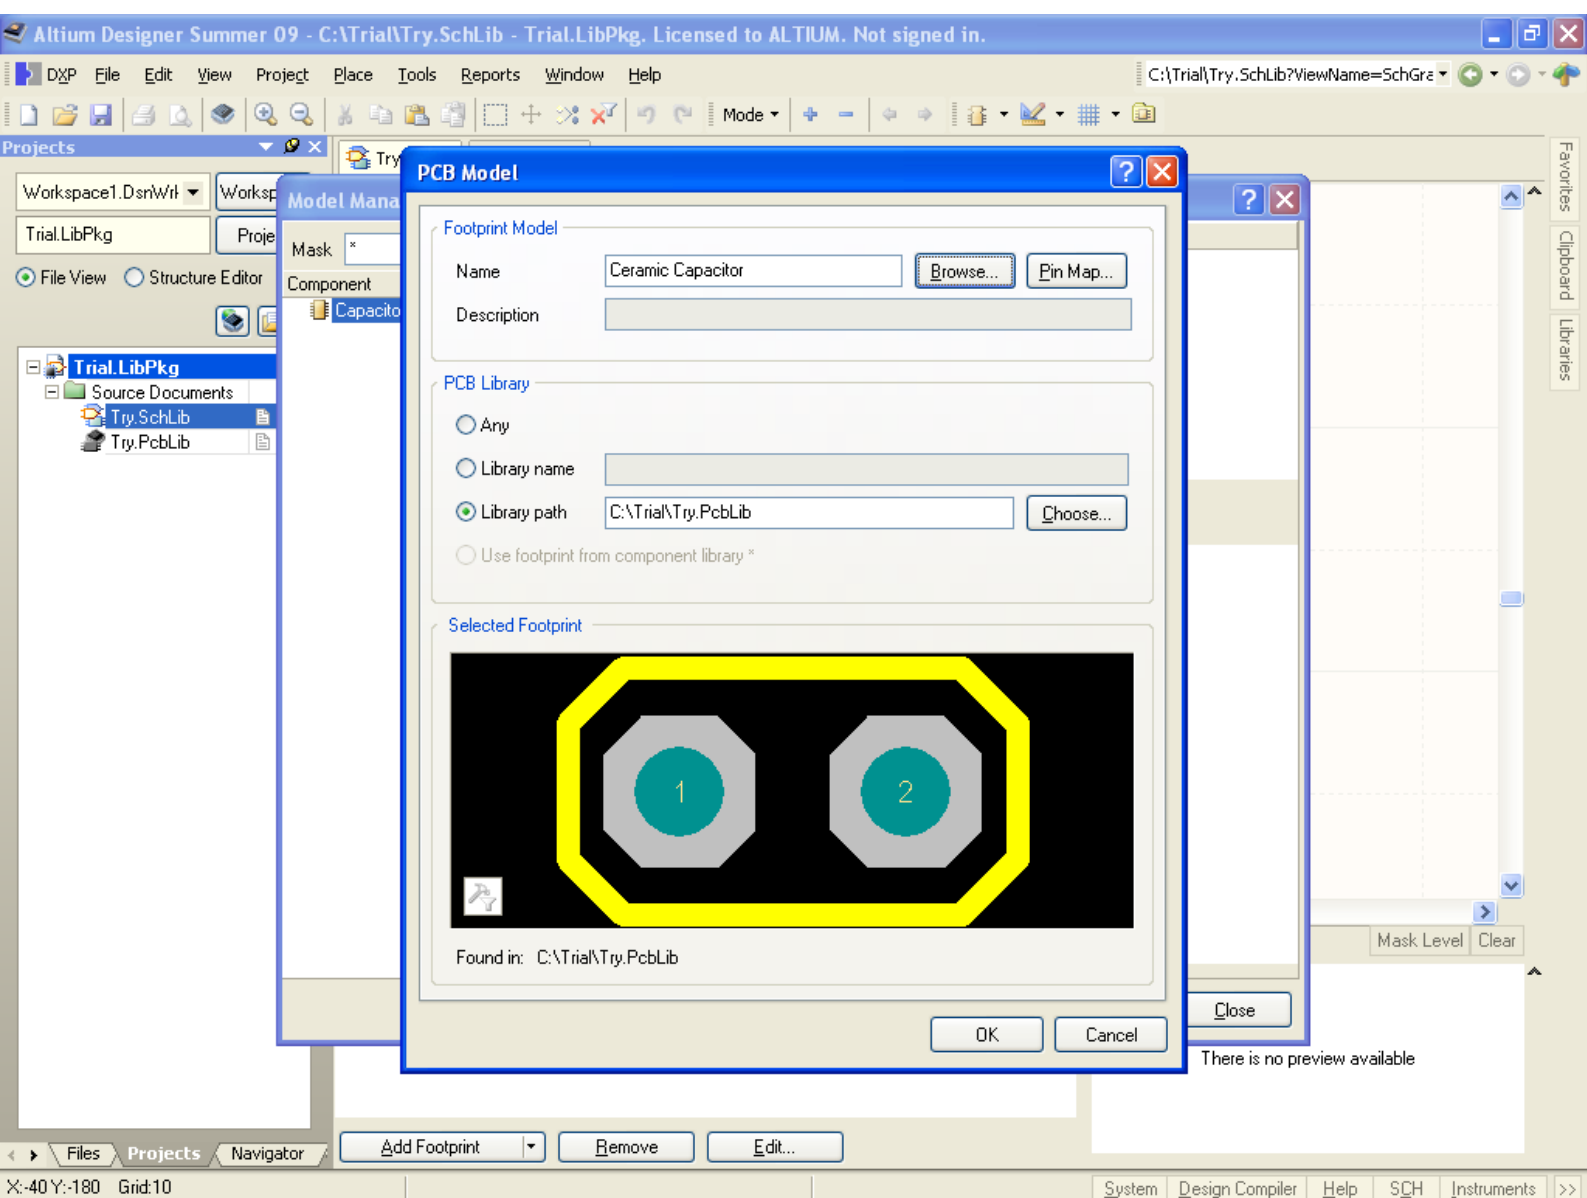 Altium Designer Summer 09 - C:\Trial\Try.SchLib - Trial.LibPkg. Licensed to ALTIUM. Not signed in.
DXP File Edit View Project Place Tools Reports Window Help C:\Trial\Try.SchLib?ViewName=SchGra
Mode
Projects
Try
Workspace1.DsnWrk Worksp
Trial.LibPkg Proje
File View Structure Editor
Trial.LibPkg
Source Documents
Try.SchLib
Try.PcbLib
Model Mana
Mask *
Component
Capacito
PCB Model
Footprint Model
Name Ceramic Capacitor Browse... Pin Map...
Description
PCB Library
Any
Library name
Library path C:\Trial\Try.PcbLib Choose...
Use footprint from component library *
Selected Footprint
1 2
Found in: C:\Trial\Try.PcbLib
OK Cancel
Close
Favorites
Clipboard
Libraries
Mask Level Clear
There is no preview available
Add Footprint Remove Edit...
Files Projects Navigator
X:-40 Y:-180 Grid:10
System Design Compiler Help SCH Instruments >>